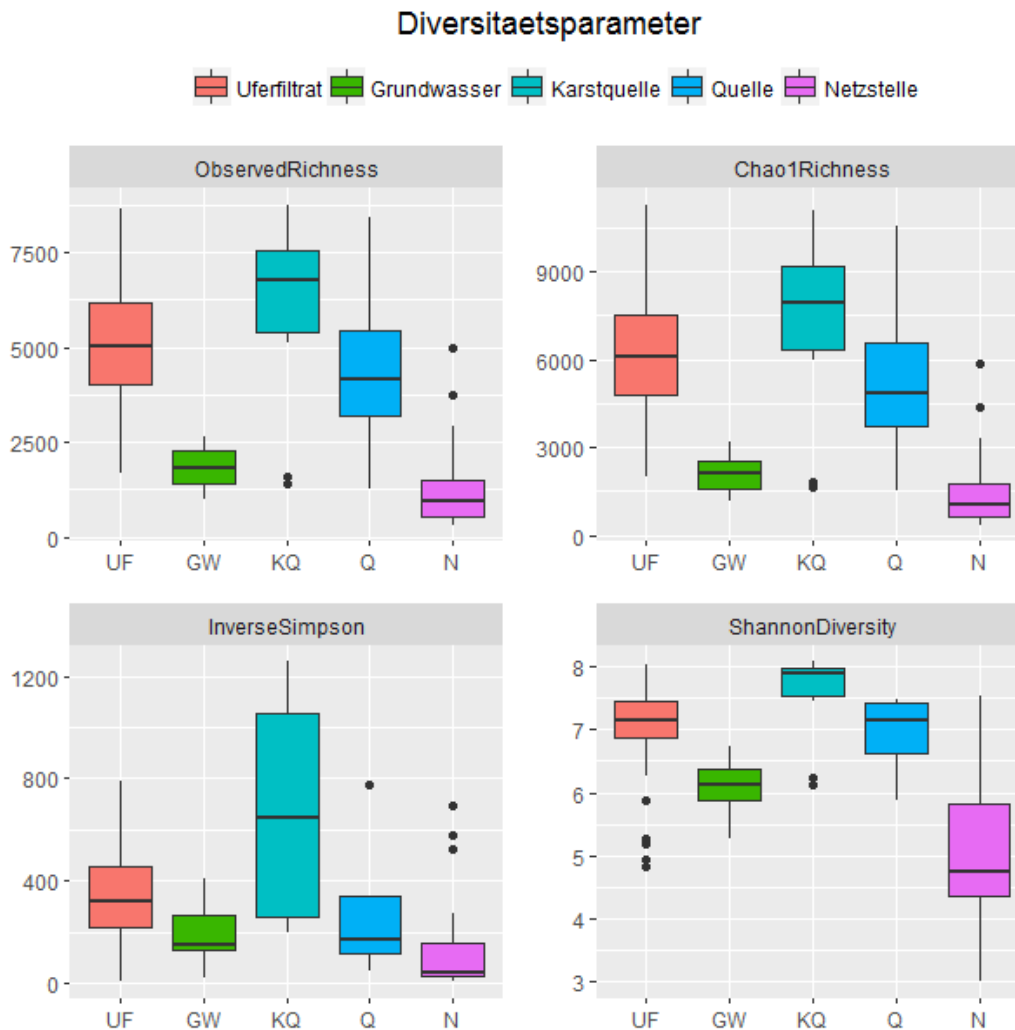 Diversitaetsparameter
Uferfiltrat Grundwasser Karstquelle Quelle Netzstelle
ObservedRichness
7500
5000
2500
0
UF GW KQ Q N
Chao1Richness
9000
6000
3000
0
UF GW KQ Q N
InverseSimpson
1200
800
400
0
UF GW KQ Q N
ShannonDiversity
8
7
6
5
4
3
UF GW KQ Q N